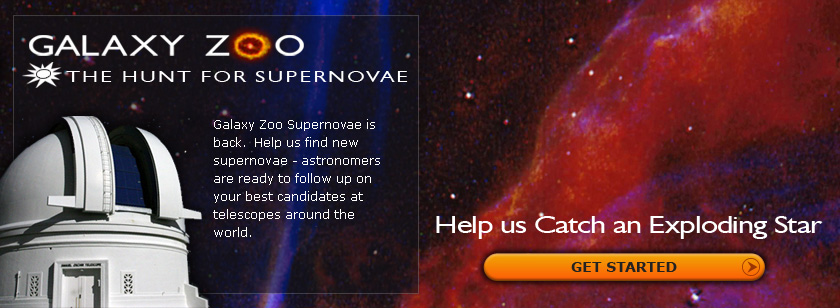 GALAXY ZOO
THE HUNT FOR SUPERNOVAE
Galaxy Zoo Supernovae is
back. Help us find new
supernovae - astronomers
are ready to follow up on
your best candidates at
telescopes around the
world.
Help us Catch an Exploding Star
GET STARTED